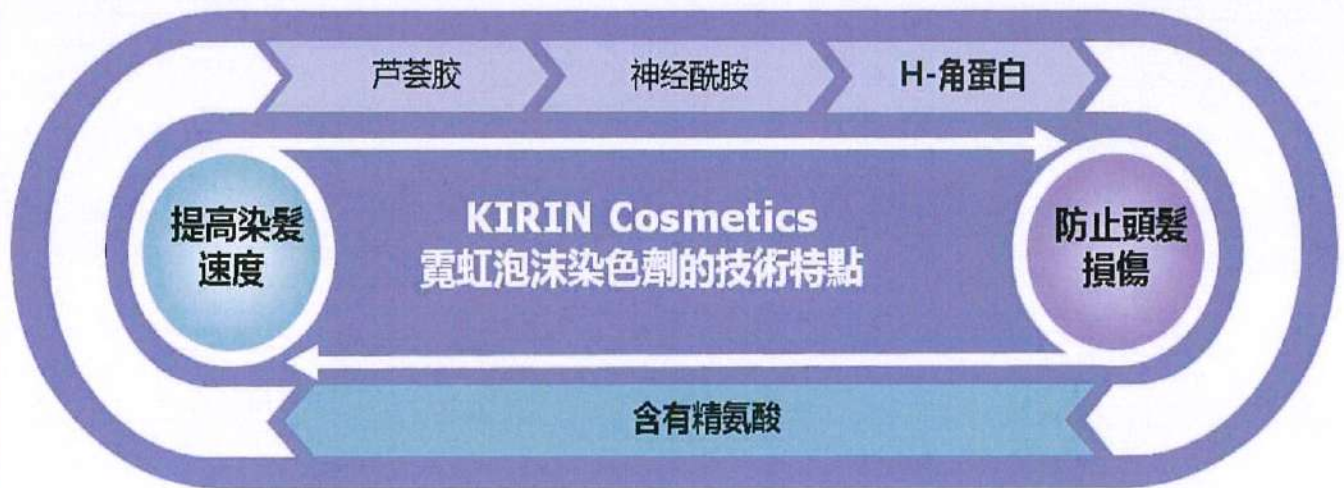 芦荟胶
神经酰胺
H-角蛋白
提高染髮
速度
KIRIN Cosmetics
霓虹泡沫染色劑的技術特點
防止頭髮
損傷
含有精氨酸